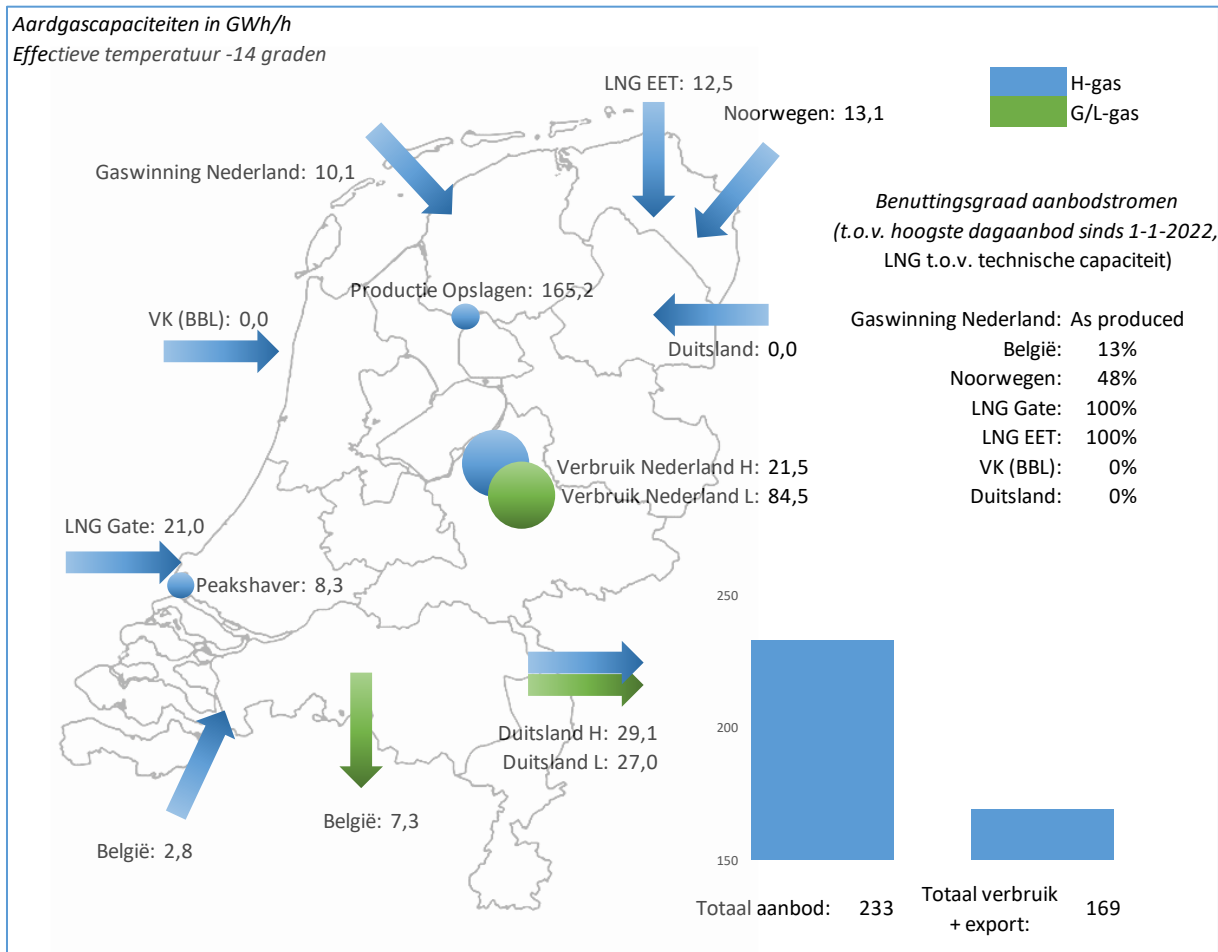 Aardgascapaciteiten in GWh/h
Effectieve temperatuur -14 graden
H-gas
G/L-gas
LNG EET: 12,5
Noorwegen: 13,1
Gaswinning Nederland: 10,1
Benuttingsgraad aanbodstromen
(t.o.v. hoogste dagaanbod sinds 1-1-2022,
LNG t.o.v. technische capaciteit)
Productie Opslagen: 165,2
VK (BBL): 0,0
Duitsland: 0,0
Gaswinning Nederland: As produced
België: 13%
Noorwegen: 48%
LNG Gate: 100%
LNG EET: 100%
VK (BBL): 0%
Duitsland: 0%
Verbruik Nederland H: 21,5
Verbruik Nederland L: 84,5
LNG Gate: 21,0
Peakshaver: 8,3
Duitsland H: 29,1
Duitsland L: 27,0
België: 7,3
België: 2,8
250
200
150
Totaal aanbod: 233
Totaal verbruik
+ export: 169